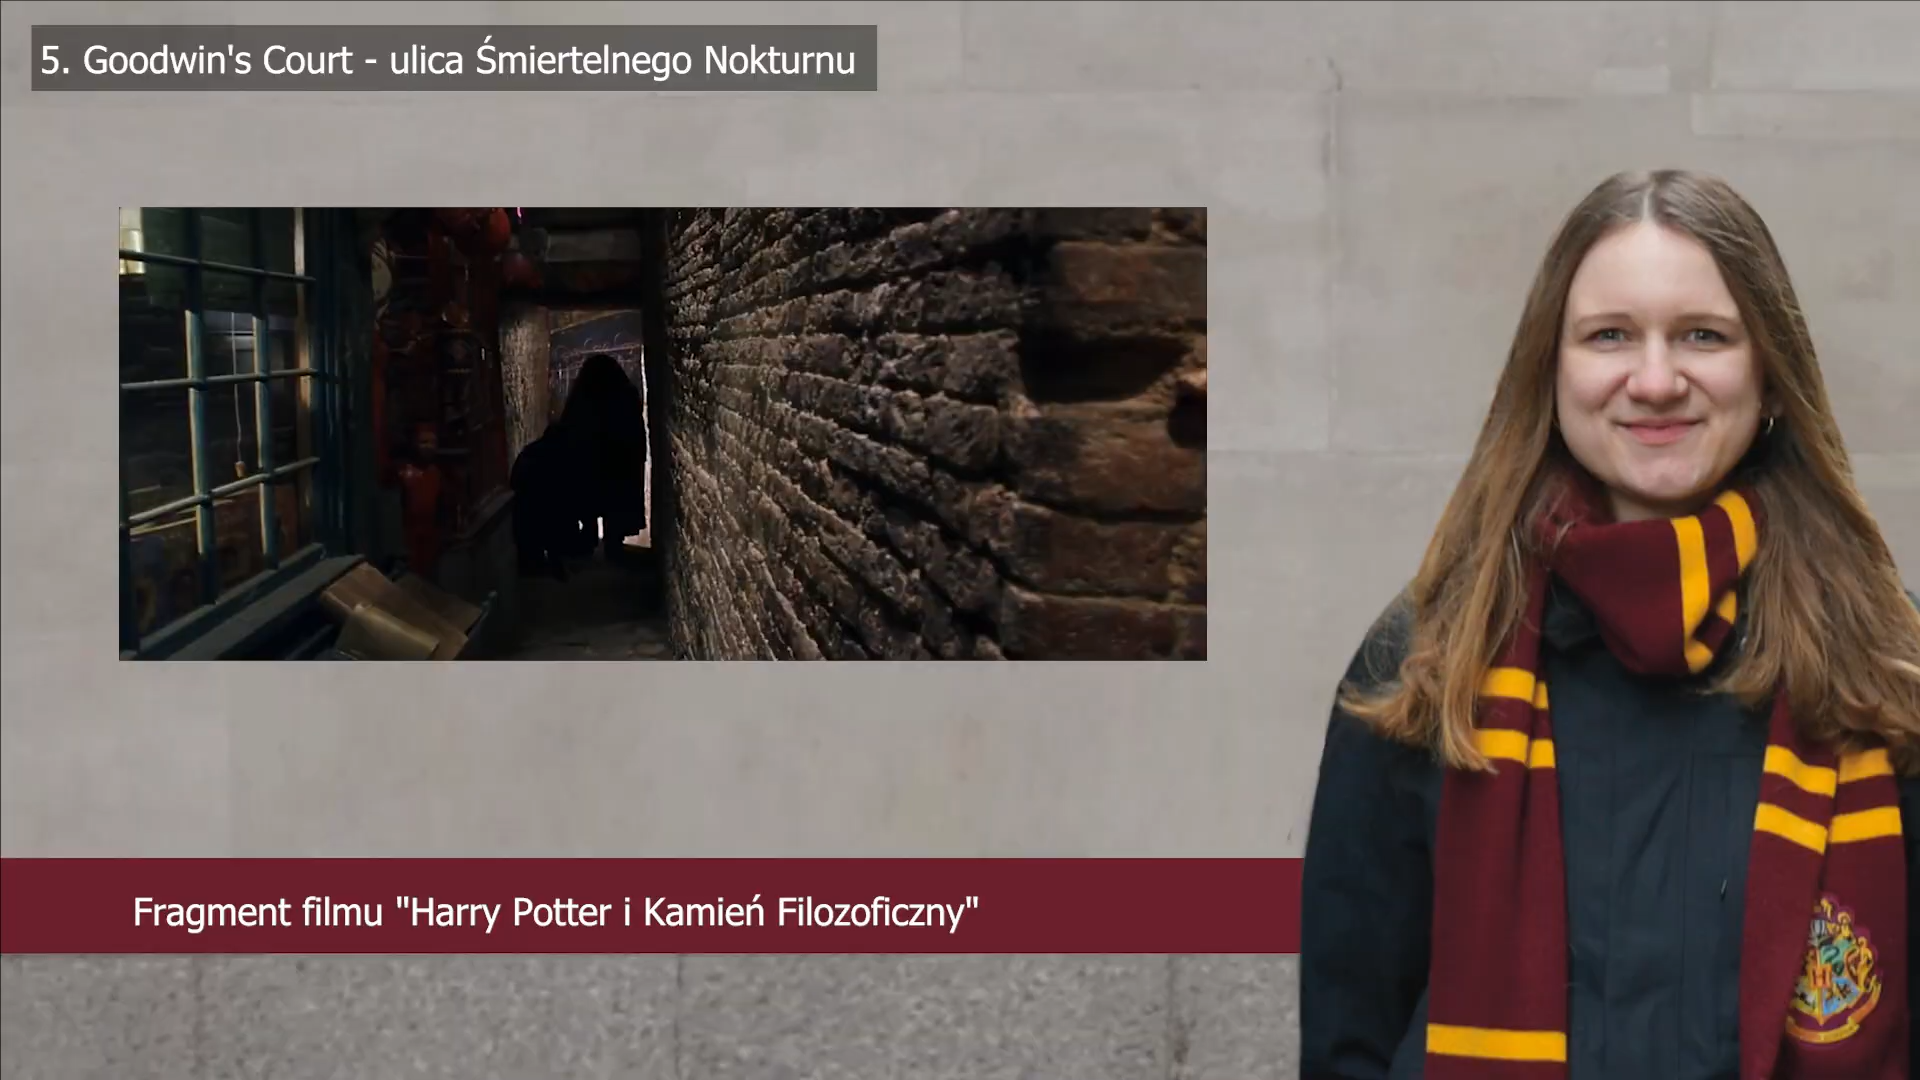 5. Goodwin's Court - ulica Śmiertelnego Nokturnu
Fragment filmu "Harry Potter i Kamień Filozoficzny"